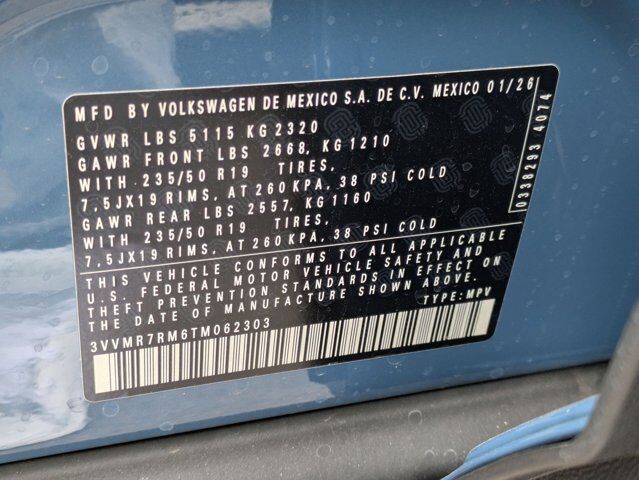 MFD BY VOLKSWAGEN DE MEXICO S.A. DE C.V. MEXICO 01/26
GVWR LBS 5115 KG 2320
GAWR FRONT LBS 2668, KG 1210
WITH 235/50 R19 TIRES,
7,5JX19 RIMS, AT 260 KPA, 38 PSI COLD
GAWR REAR LBS 2557, KG 1160
WITH 235/50 R19 TIRES,
7,5JX19 RIMS, AT 260 KPA, 38 PSI COLD
THIS VEHICLE CONFORMS TO ALL APPLICABLE
U.S. FEDERAL MOTOR VEHICLE SAFETY AND
THEFT PREVENTION STANDARDS IN EFFECT ON
THE DATE OF MANUFACTURE SHOWN ABOVE.
TYPE: MPV
3VVMR7RM6TM062303
0338293 4074